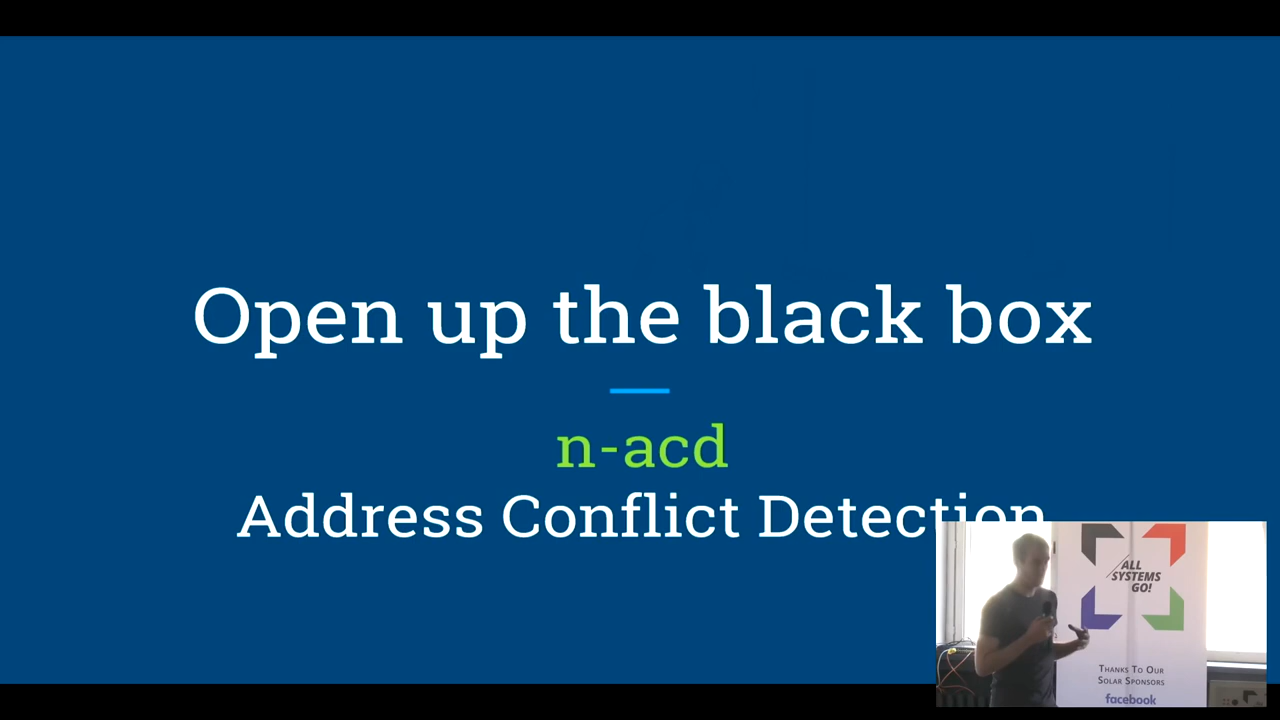 Open up the black box
n-acd
Address Conflict Detection
ALL
SYSTEMS
GO!
THANKS TO OUR
SOLAR SPONSORS
facebook